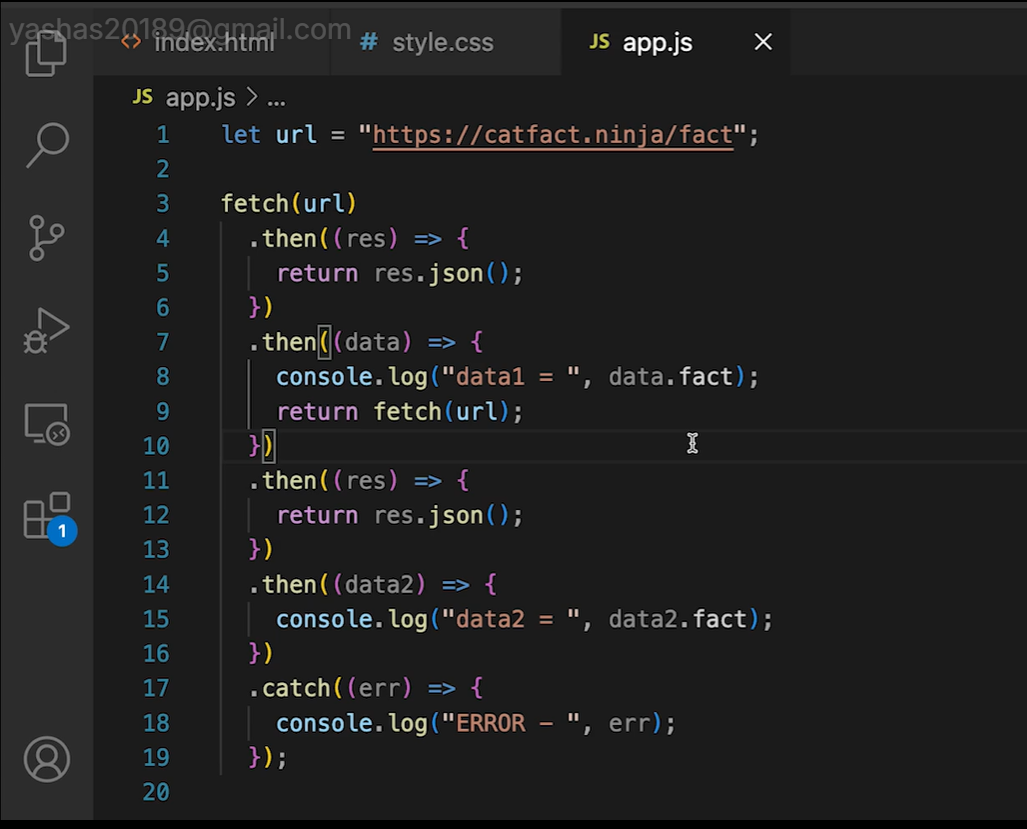 yashas20189@gmail.com
<> index.html # style.css JS app.js ×
JS app.js > ...
1 let url = "https://catfact.ninja/fact";
2
3 fetch(url)
4   .then((res) => {
5     return res.json();
6   })
7   .then((data) => {
8     console.log("data1 = ", data.fact);
9     return fetch(url);
10   })
11   .then((res) => {
12     return res.json();
13   })
14   .then((data2) => {
15     console.log("data2 = ", data2.fact);
16   })
17   .catch((err) => {
18     console.log("ERROR – ", err);
19   });
20
1